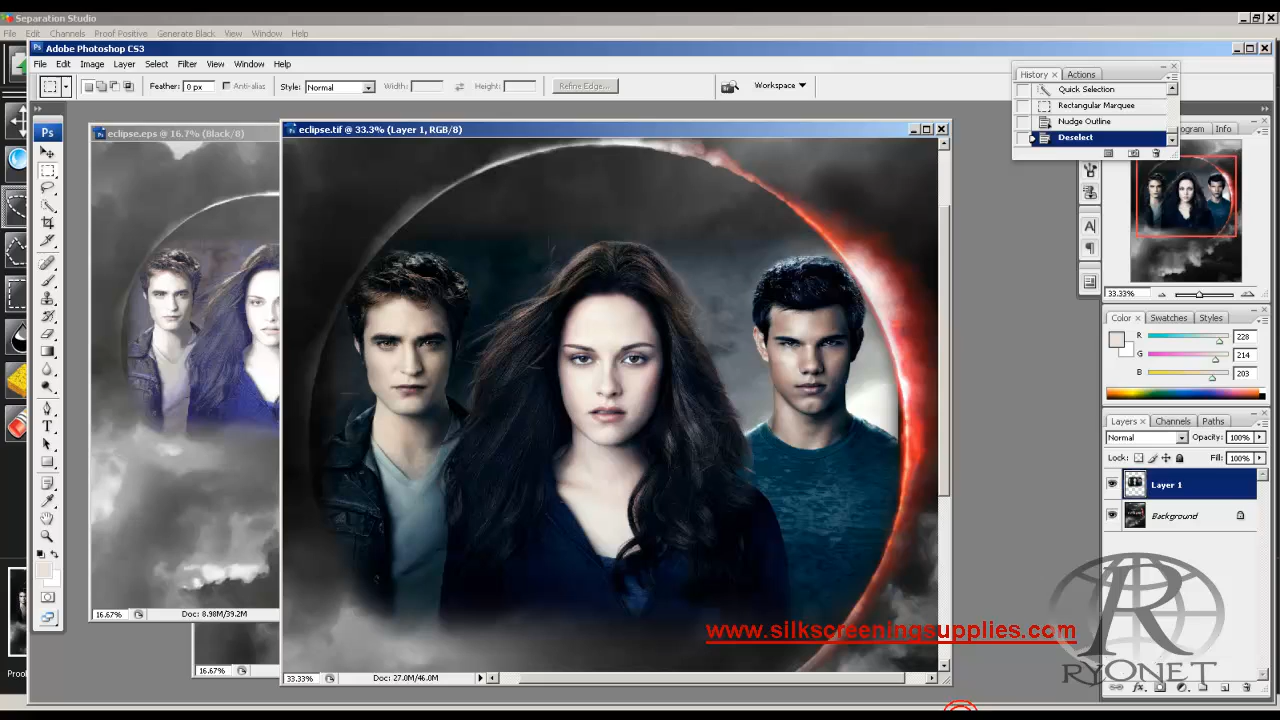 Separation Studio
File Edit Channels Proof Positive Generate Black View Window Help
Ps Adobe Photoshop CS3
File Edit Image Layer Select Filter View Window Help
Feather: 0 px Anti-alias Style: Normal Width: Height: Refine Edge... Workspace
History Actions
Quick Selection
Rectangular Marquee
Nudge Outline
Deselect
Ps
eclipse.eps @ 16.7% (Black/8)
eclipse.tif @ 33.3% (Layer 1, RGB/8)
Info
33.33%
Color Swatches Styles
R 228
G 214
B 203
Layers Channels Paths
Normal Opacity: 100%
Lock: Fill: 100%
Layer 1
Background
16.67% Doc: 8.98M/39.2M
16.67%
33.33% Doc: 27.0M/46.0M
www.silkscreeningsupplies.com
R
RYONET